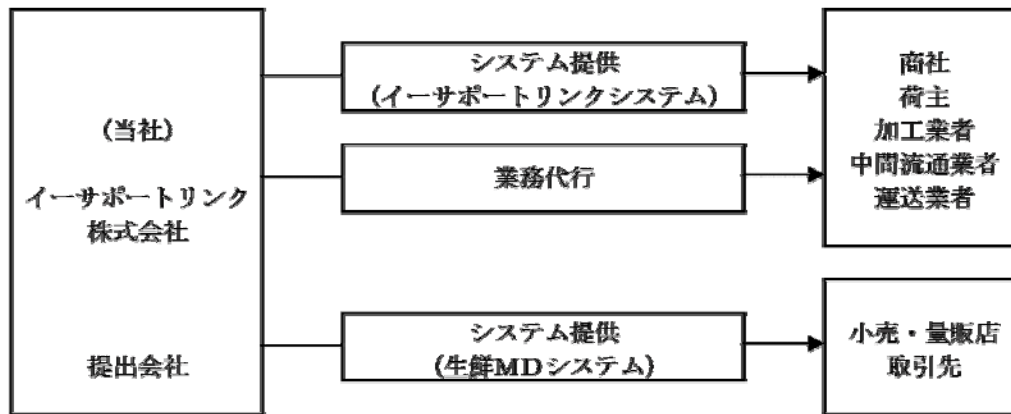 (当社)
イーサポートリンク
株式会社
提出会社
システム提供
(イーサポートリンクシステム)
業務代行
システム提供
(生鮮MDシステム)
商社
荷主
加工業者
中間流通業者
運送業者
小売・量販店
取引先